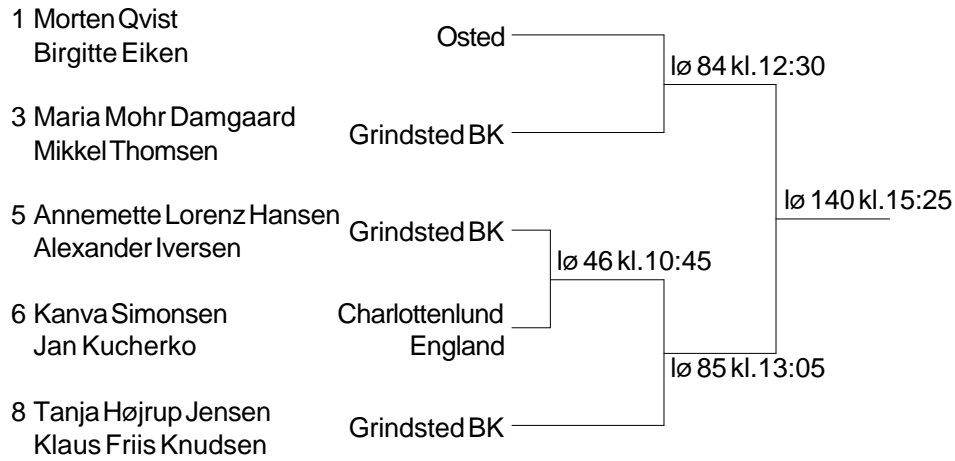 1 Morten Qvist
Birgitte Eiken
Osted
lø 84 kl.12:30
3 Maria Mohr Damgaard
Mikkel Thomsen
Grindsted BK
lø 140 kl.15:25
5 Annemette Lorenz Hansen
Alexander Iversen
Grindsted BK
lø 46 kl.10:45
6 Kanva Simonsen
Jan Kucherko
Charlottenlund
England
lø 85 kl.13:05
8 Tanja Højrup Jensen
Klaus Friis Knudsen
Grindsted BK